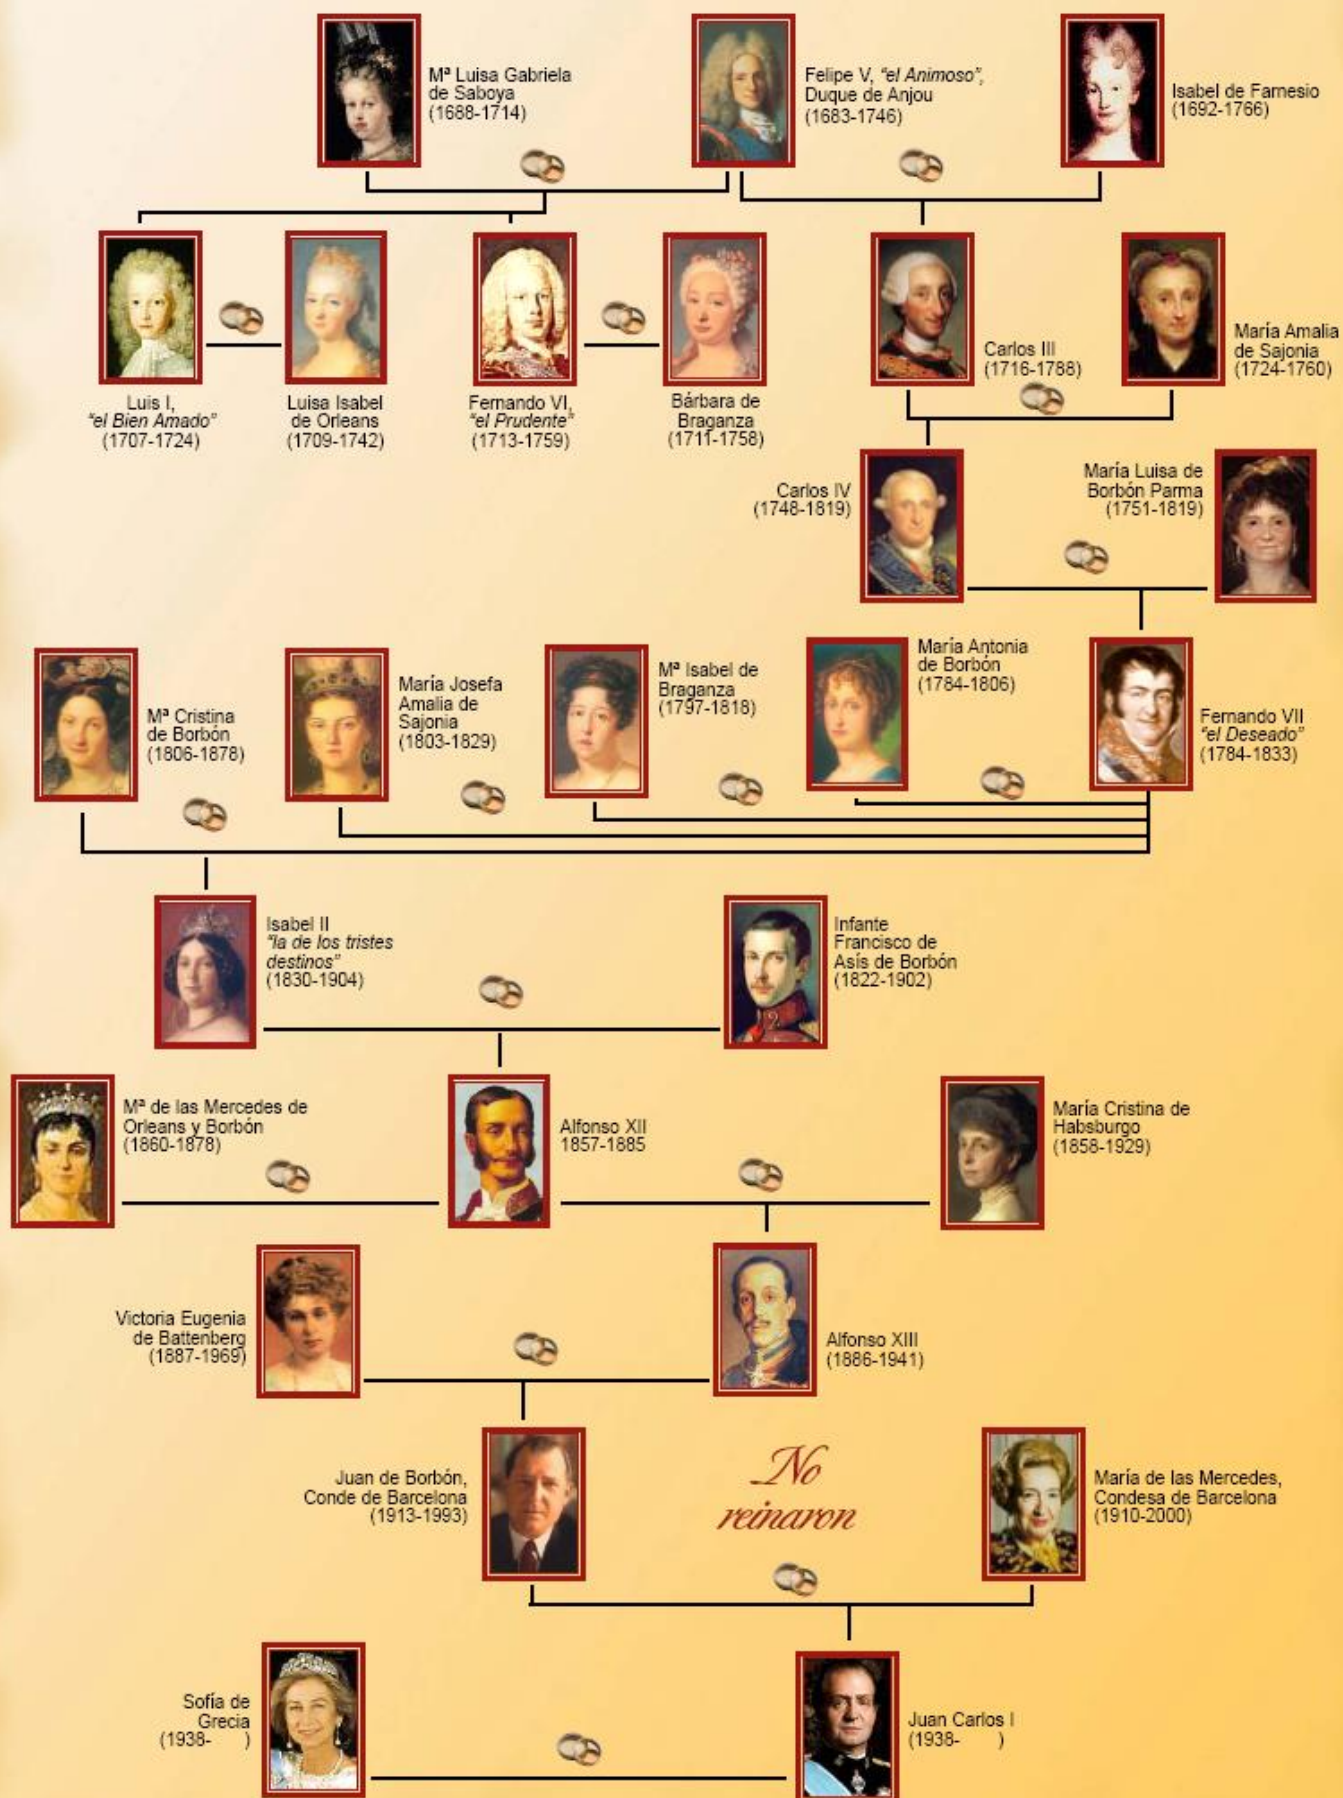 Mª Luisa Gabriela
de Saboya
(1688-1714)
Felipe V, "el Animoso",
Duque de Anjou
(1683-1746)
Isabel de Farnesio
(1692-1766)
Luis I,
"el Bien Amado"
(1707-1724)
Luisa Isabel
de Orleans
(1709-1742)
Fernando VI,
"el Prudente"
(1713-1759)
Bárbara de
Braganza
(1711-1758)
Carlos III
(1716-1788)
María Amalia
de Sajonia
(1724-1760)
Carlos IV
(1748-1819)
María Luisa de
Borbón Parma
(1751-1819)
Mª Cristina
de Borbón
(1806-1878)
María Josefa
Amalia de
Sajonia
(1803-1829)
Mª Isabel de
Braganza
(1797-1818)
María Antonia
de Borbón
(1784-1806)
Fernando VII
"el Deseado"
(1784-1833)
Isabel II
"la de los tristes
destinos"
(1830-1904)
Infante
Francisco de
Asís de Borbón
(1822-1902)
Mª de las Mercedes de
Orleans y Borbón
(1860-1878)
Alfonso XII
1857-1885
María Cristina de
Habsburgo
(1858-1929)
Victoria Eugenia
de Battenberg
(1887-1969)
Alfonso XIII
(1886-1941)
Juan de Borbón,
Conde de Barcelona
(1913-1993)
No
reinaron
María de las Mercedes,
Condesa de Barcelona
(1910-2000)
Sofía de
Grecia
(1938- )
Juan Carlos I
(1938- )